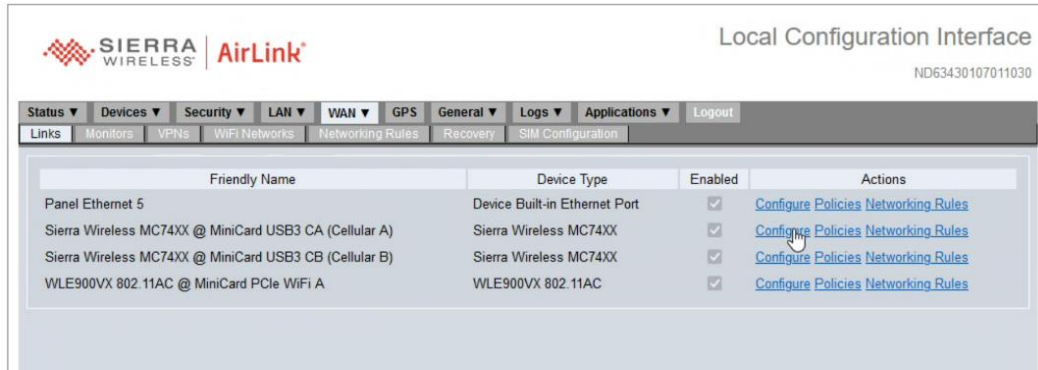 SIERRA WIRELESS AirLink®
Local Configuration Interface
ND63430107011030
Status ▼ Devices ▼ Security ▼ LAN ▼ WAN ▼ GPS General ▼ Logs ▼ Applications ▼ Logout
Links Monitors VPNs WiFi Networks Networking Rules Recovery SIM Configuration
Friendly Name Device Type Enabled Actions
Panel Ethernet 5 Device Built-in Ethernet Port Configure Policies Networking Rules
Sierra Wireless MC74XX @ MiniCard USB3 CA (Cellular A) Sierra Wireless MC74XX Configure Policies Networking Rules
Sierra Wireless MC74XX @ MiniCard USB3 CB (Cellular B) Sierra Wireless MC74XX Configure Policies Networking Rules
WLE900VX 802.11AC @ MiniCard PCIe WiFi A WLE900VX 802.11AC Configure Policies Networking Rules